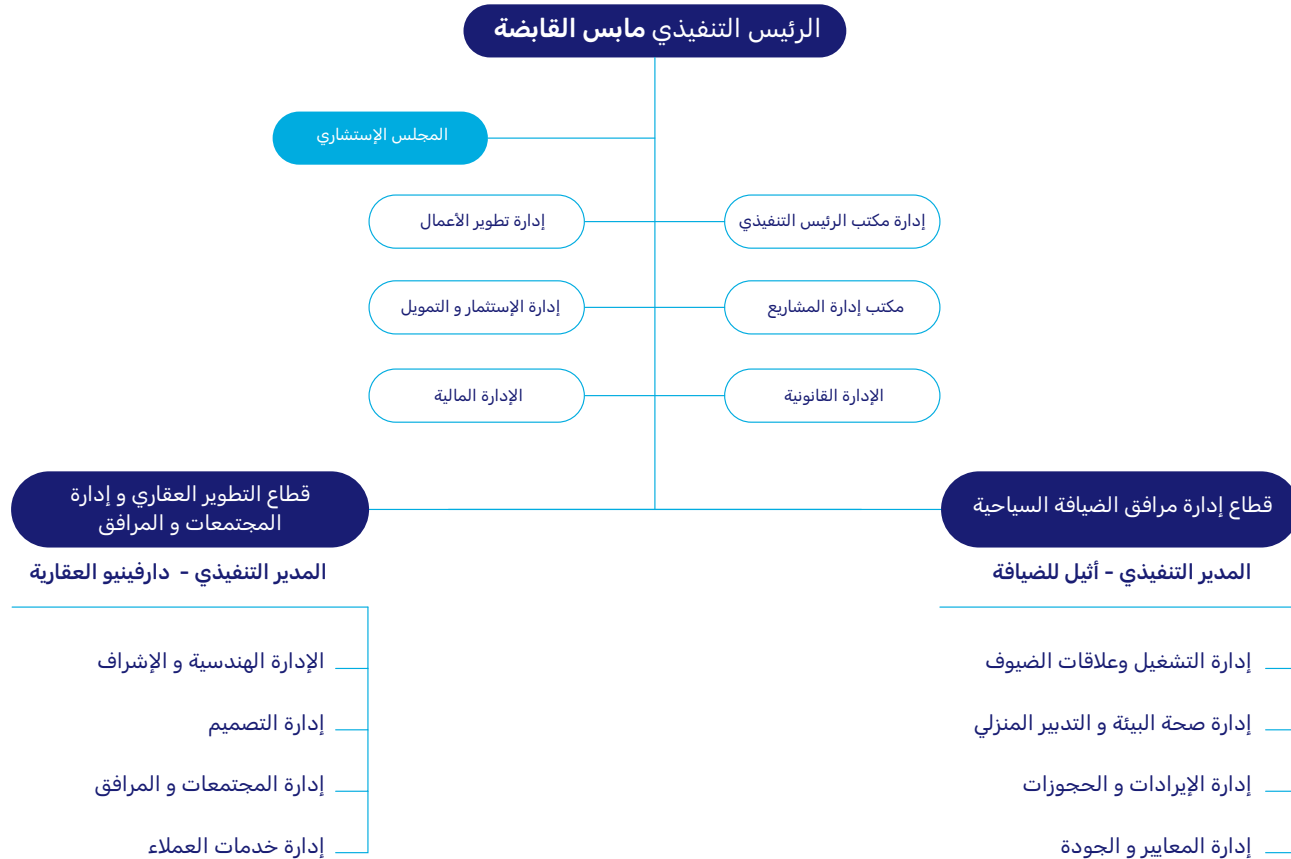 الرئيس التنفيذي مابس القابضة
المجلس الإستشاري
إدارة مكتب الرئيس التنفيذي
إدارة تطوير الأعمال
مكتب إدارة المشاريع
إدارة الإستثمار و التمويل
الإدارة القانونية
الإدارة المالية
قطاع إدارة مرافق الضيافة السياحية
المدير التنفيذي - أثيل للضيافة
إدارة التشغيل وعلاقات الضيوف
إدارة صحة البيئة و التدبير المنزلي
إدارة الإيرادات و الحجوزات
إدارة المعايير و الجودة
قطاع التطوير العقاري و إدارة
المجتمعات و المرافق
المدير التنفيذي - دارفينيو العقارية
الإدارة الهندسية و الإشراف
إدارة التصميم
إدارة المجتمعات و المرافق
إدارة خدمات العملاء